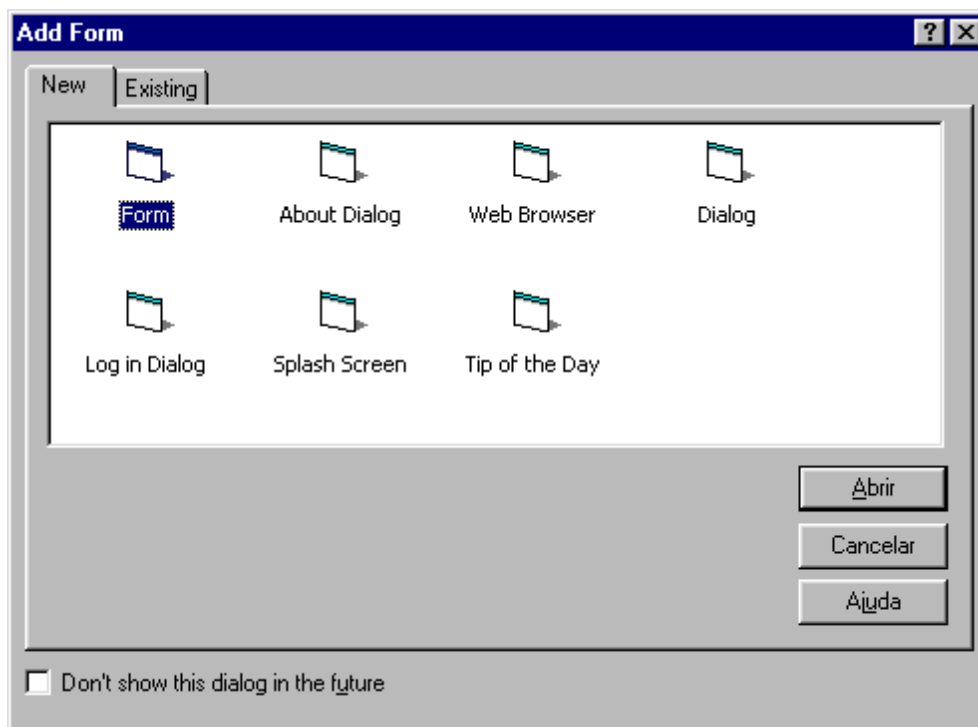 Add Form
New Existing
Form About Dialog Web Browser Dialog
Log in Dialog Splash Screen Tip of the Day
Abrir
Cancelar
Ajuda
Don't show this dialog in the future